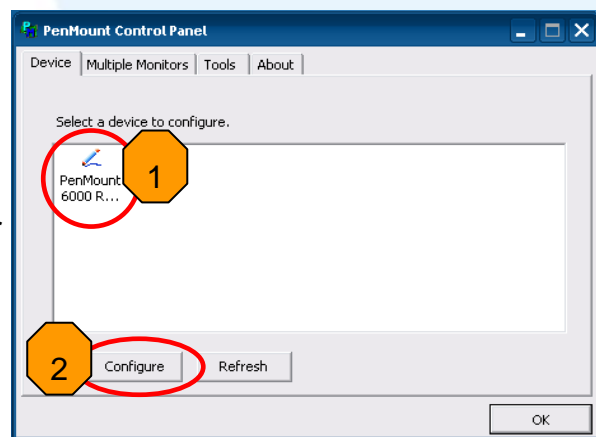 PenMount Control Panel
Device Multiple Monitors Tools About
Select a device to configure.
PenMount
6000 R...
1
2
Configure Refresh
OK